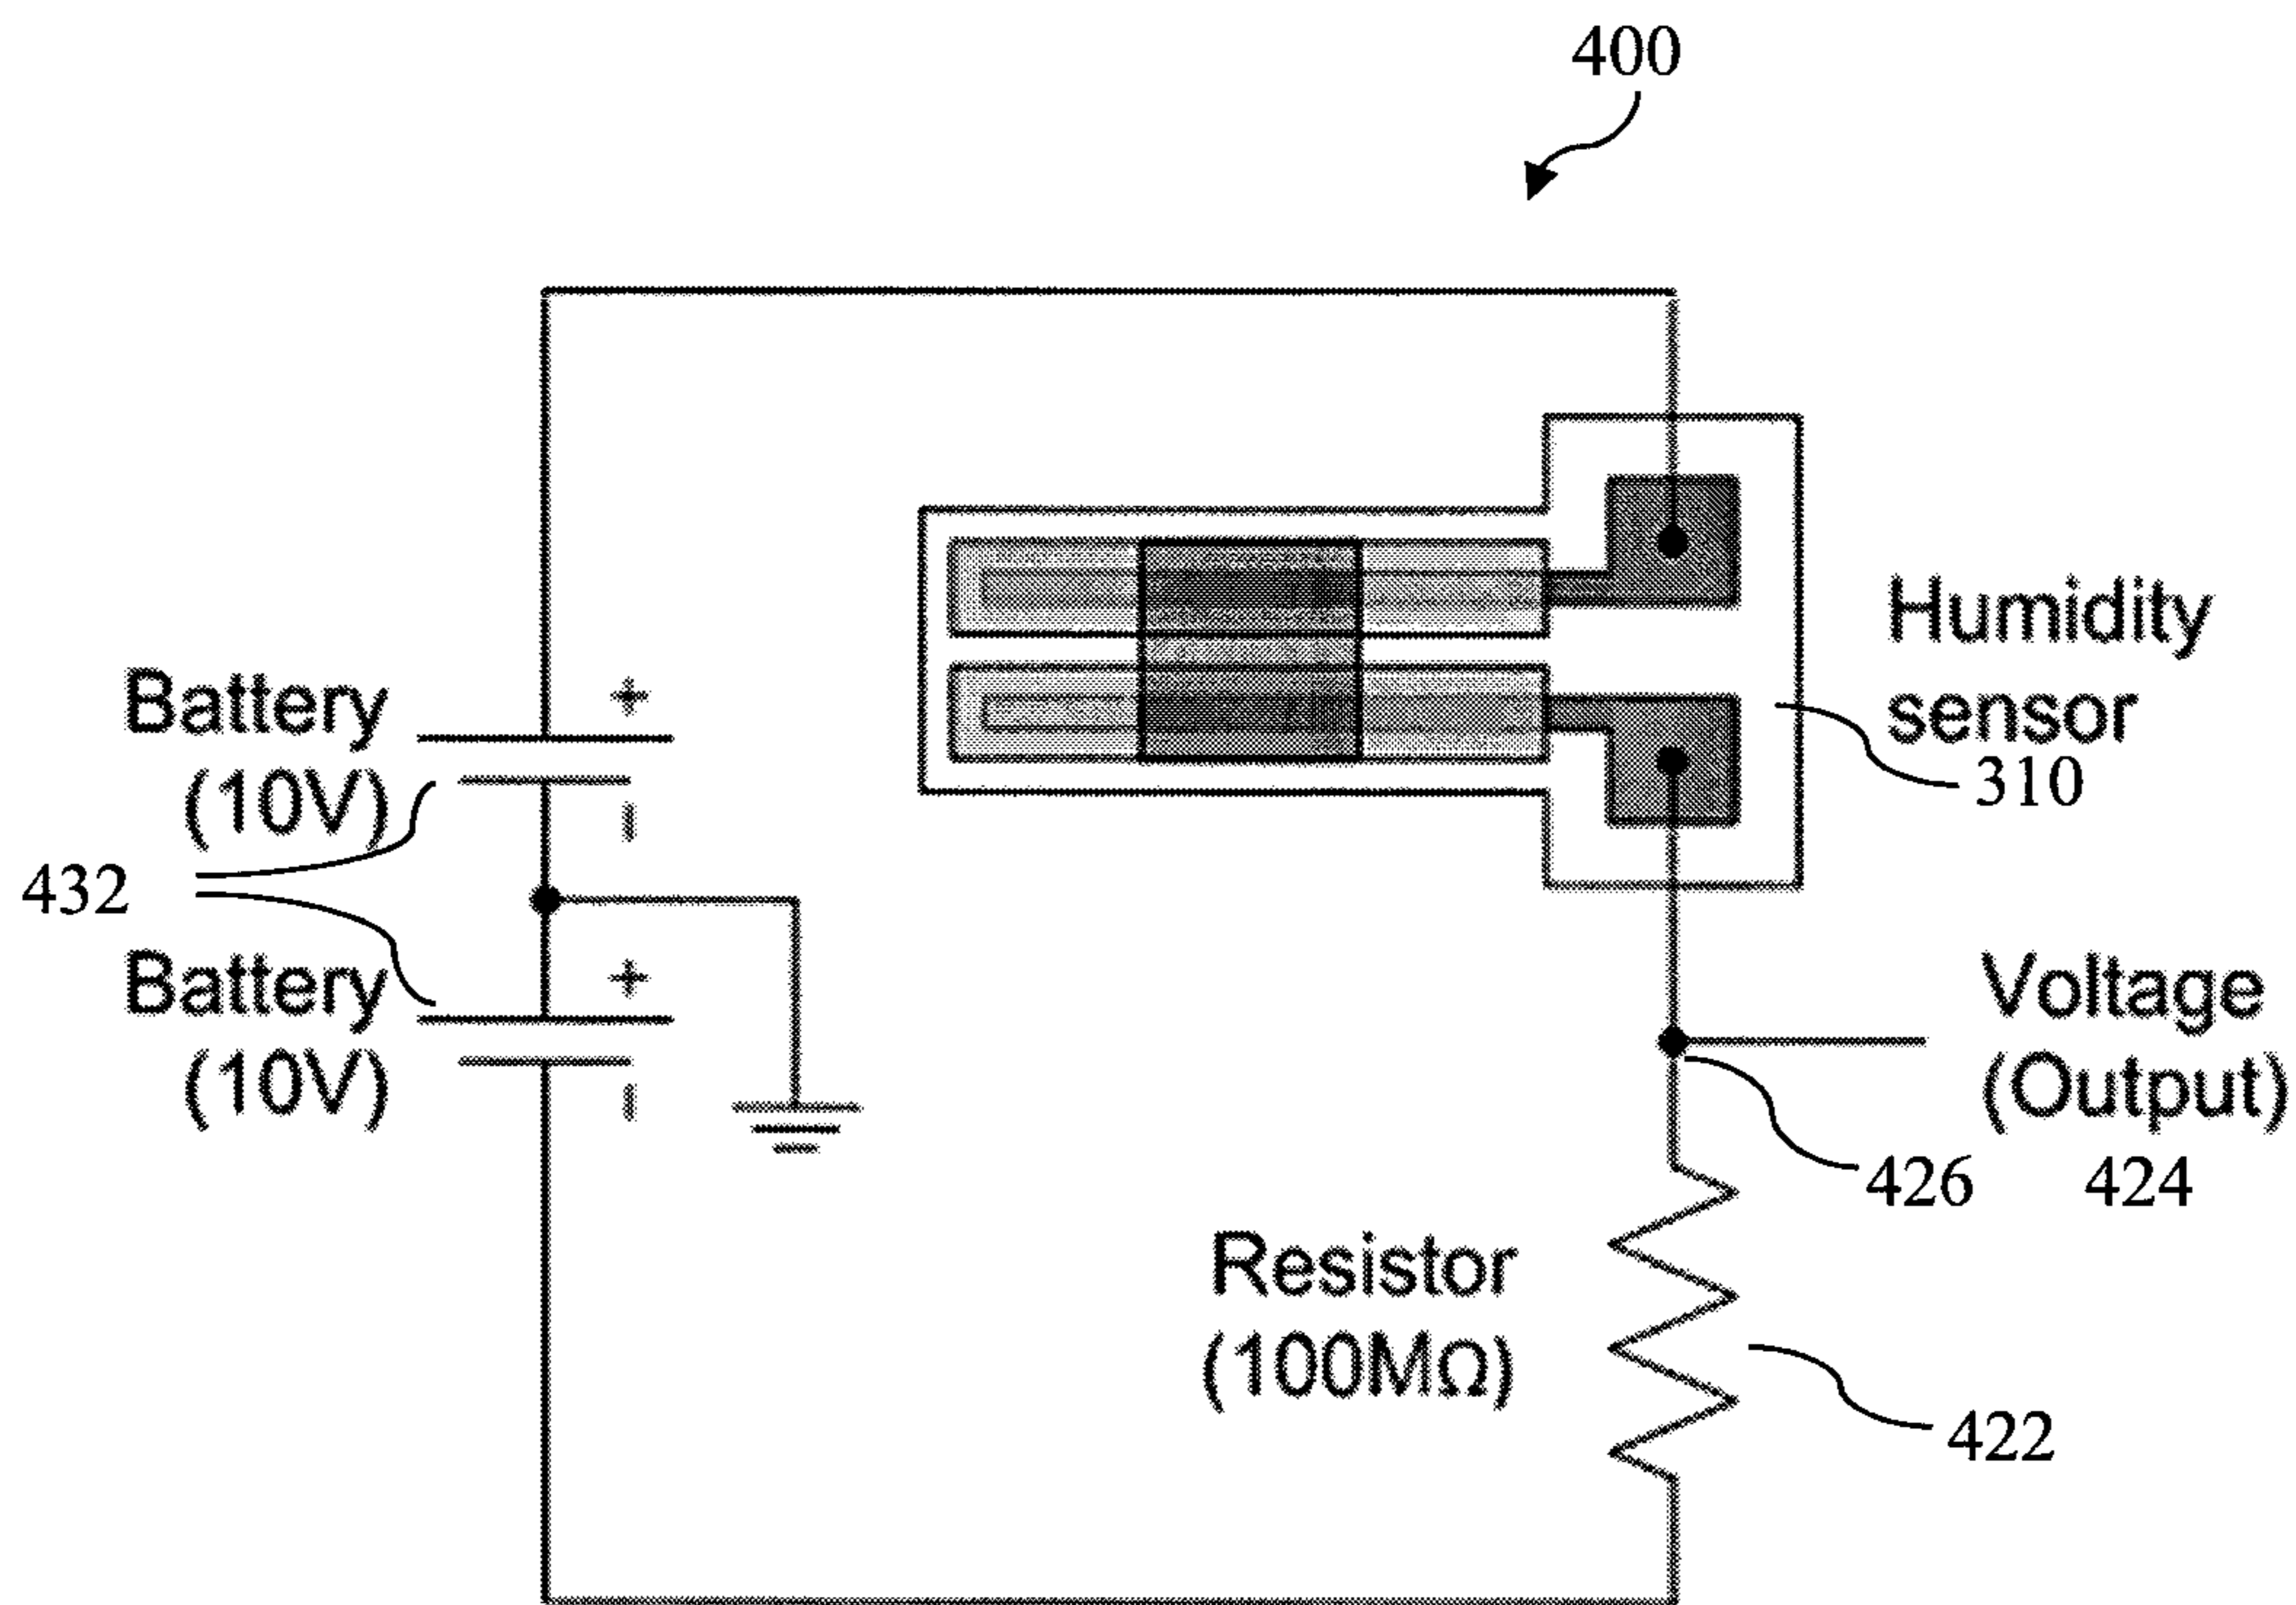 400
Humidity
sensor
310
Battery
(10V)
+
−
432
Battery
(10V)
+
−
Voltage
(Output)
426
424
Resistor
(100MΩ)
422